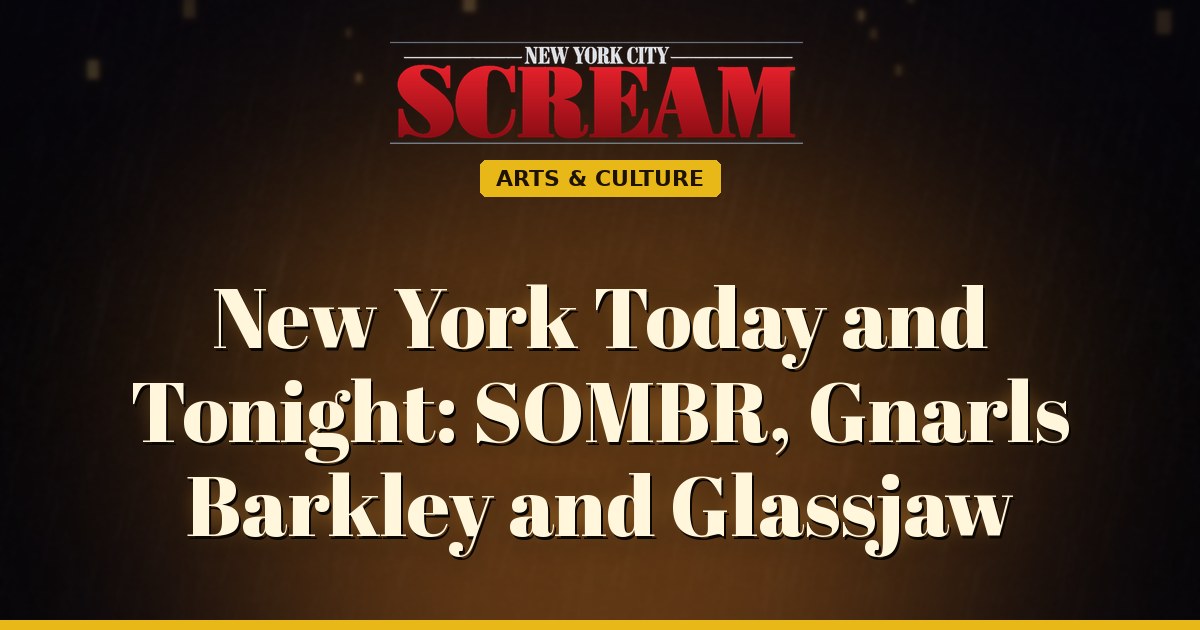 NEW YORK CITY
SCREAM
ARTS & CULTURE
New York Today and
Tonight: SOMBR, Gnarls
Barkley and Glassjaw